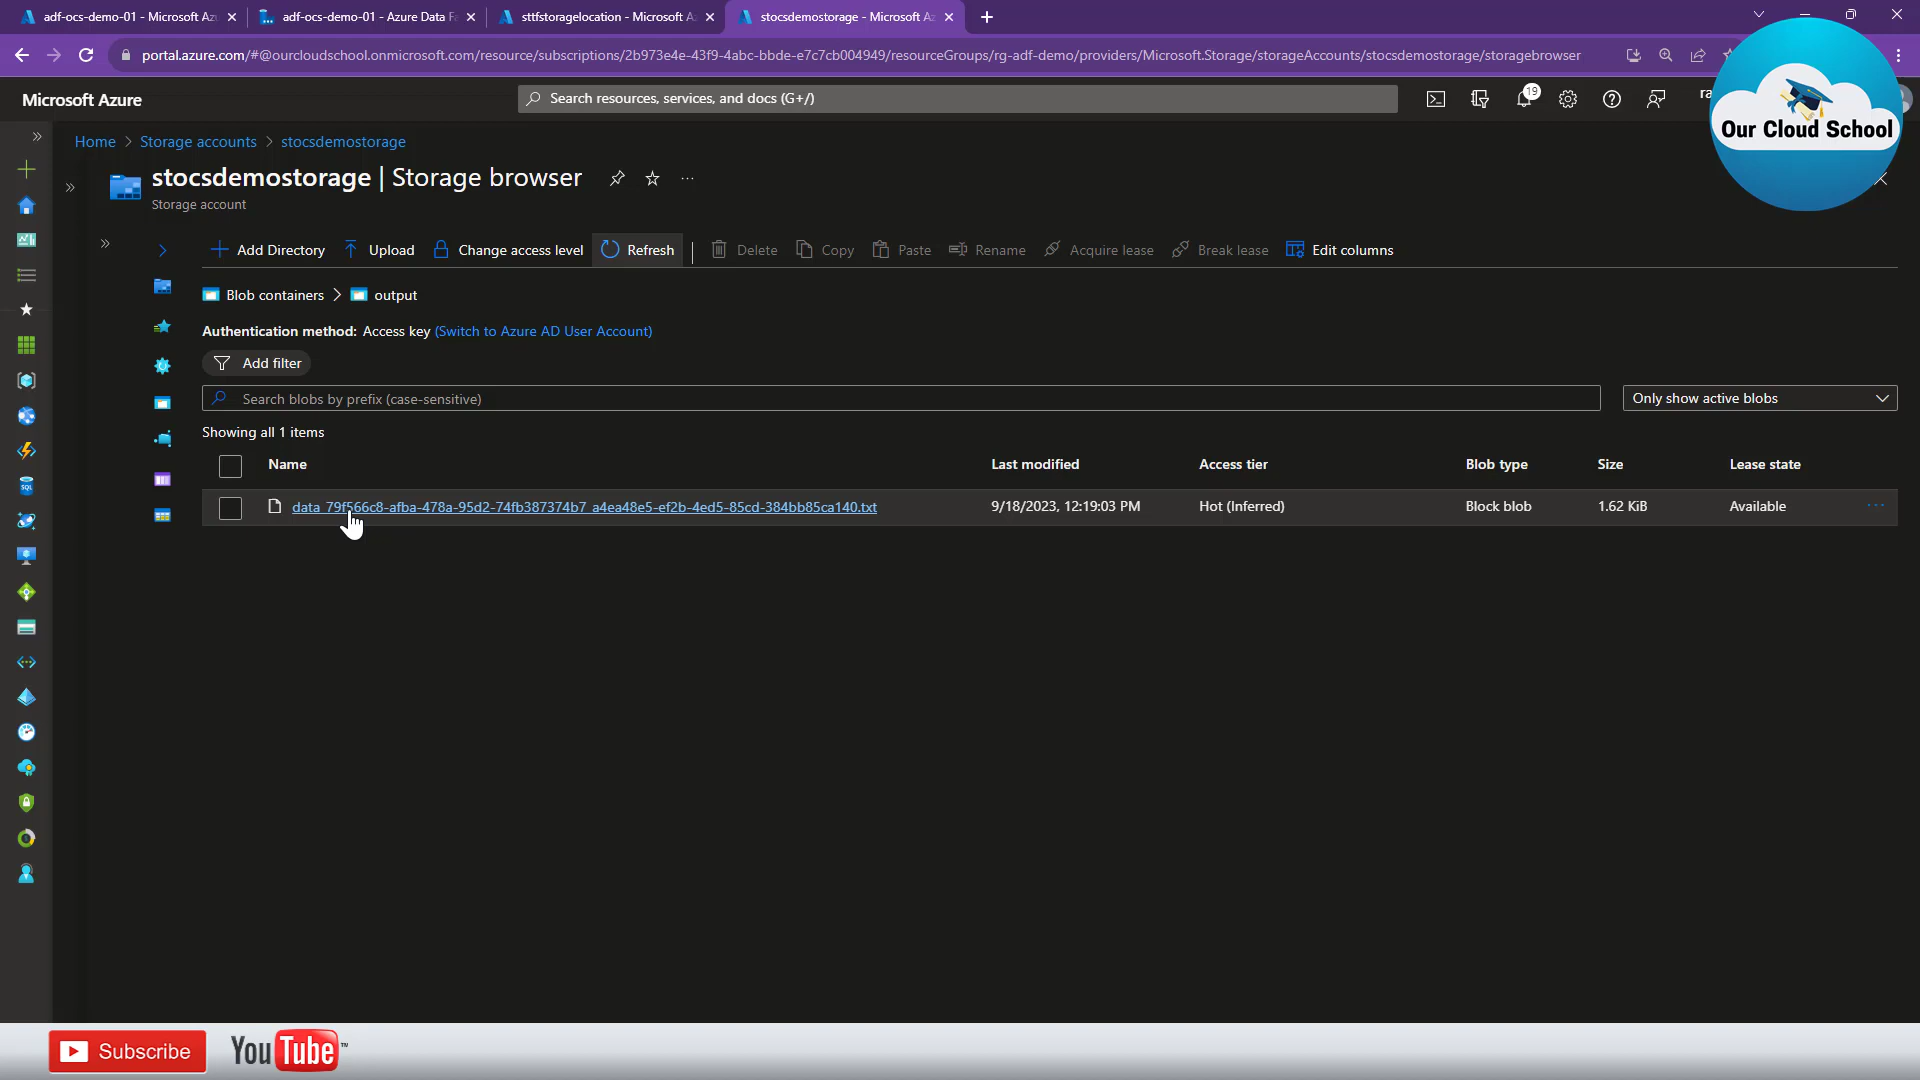 adf-ocs-demo-01 - Microsoft Az
adf-ocs-demo-01 - Azure Data Fa
sttfstoragelocation - Microsoft A
stocsdemostorage - Microsoft Az
portal.azure.com/#@ourcloudschool.onmicrosoft.com/resource/subscriptions/2b973e4e-43f9-4abc-bbde-e7c7cb004949/resourceGroups/rg-adf-demo/providers/Microsoft.Storage/storageAccounts/stocsdemostorage/storagebrowser
Microsoft Azure
Search resources, services, and docs (G+/)
19
ra
Our Cloud School
Home > Storage accounts > stocsdemostorage
stocsdemostorage | Storage browser
Storage account
Add Directory
Upload
Change access level
Refresh
Delete
Copy
Paste
Rename
Acquire lease
Break lease
Edit columns
Blob containers > output
Authentication method: Access key (Switch to Azure AD User Account)
Add filter
Search blobs by prefix (case-sensitive)
Only show active blobs
Showing all 1 items
Name Last modified Access tier Blob type Size Lease state
data_79f566c8-afba-478a-95d2-74fb387374b7_a4ea48e5-ef2b-4ed5-85cd-384bb85ca140.txt 9/18/2023, 12:19:03 PM Hot (Inferred) Block blob 1.62 KiB Available
SQL
Subscribe
YouTube™